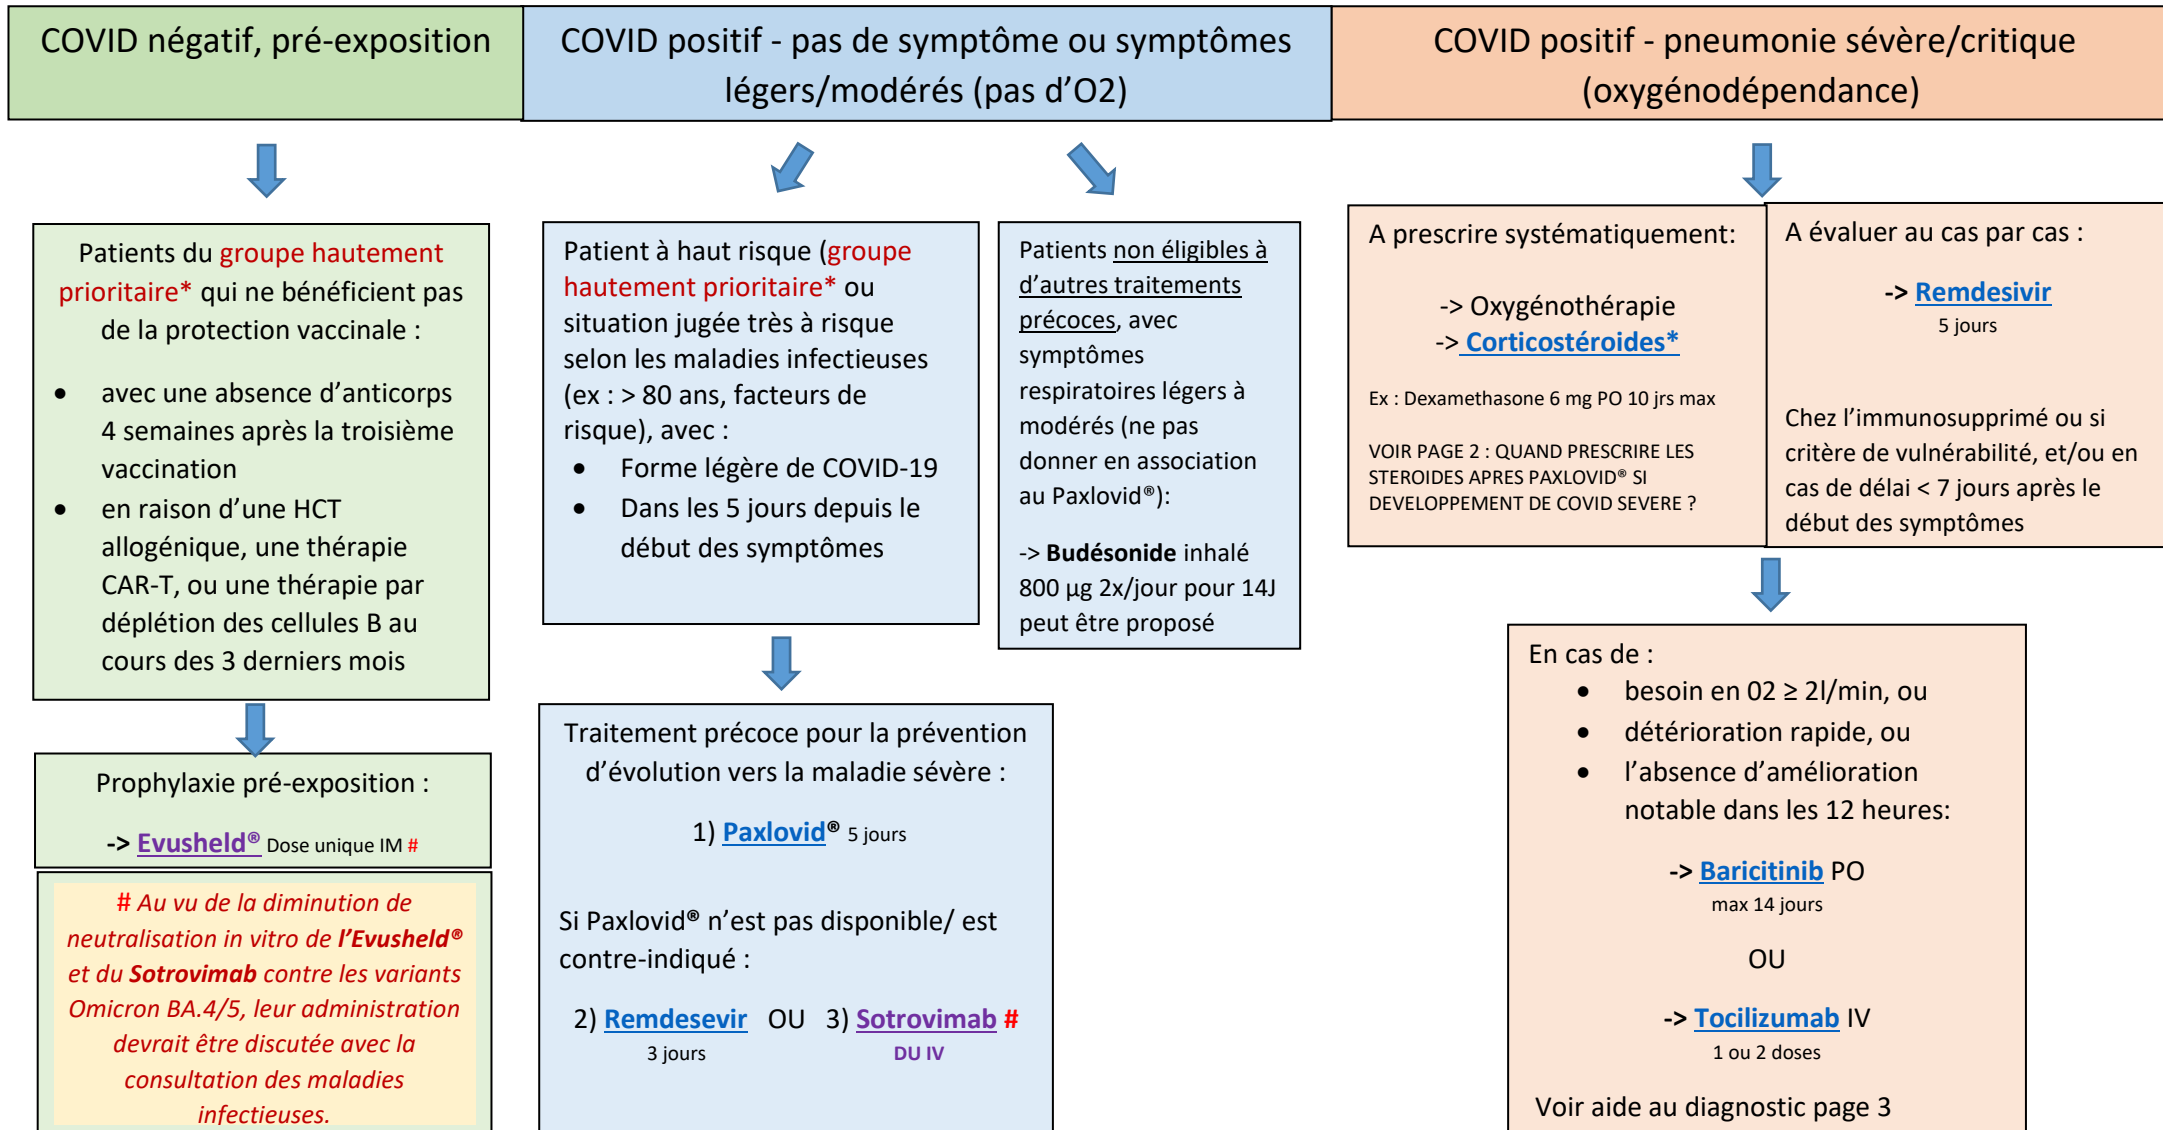 COVID négatif, pré-exposition
COVID positif - pas de symptôme ou symptômes
légers/modérés (pas d’O2)
COVID positif - pneumonie sévère/critique
(oxygénodépendance)
Patients du groupe hautement
prioritaire* qui ne bénéficient pas
de la protection vaccinale :
• avec une absence d’anticorps
4 semaines après la troisième
vaccination
• en raison d’une HCT
allogénique, une thérapie
CAR-T, ou une thérapie par
déplétion des cellules B au
cours des 3 derniers mois
Prophylaxie pré-exposition :
-> Evusheld® Dose unique IM #
# Au vu de la diminution de
neutralisation in vitro de l’Evusheld®
et du Sotrovimab contre les variants
Omicron BA.4/5, leur administration
devrait être discutée avec la
consultation des maladies
infectieuses.
Patient à haut risque (groupe
hautement prioritaire* ou
situation jugée très à risque
selon les maladies infectieuses
(ex : > 80 ans, facteurs de
risque), avec :
• Forme légère de COVID-19
• Dans les 5 jours depuis le
début des symptômes
Patients non éligibles à
d’autres traitements
précoces, avec
symptômes
respiratoires légers à
modérés (ne pas
donner en association
au Paxlovid®):
-> Budésonide inhalé
800 µg 2x/jour pour 14J
peut être proposé
Traitement précoce pour la prévention
d’évolution vers la maladie sévère :
1) Paxlovid® 5 jours
Si Paxlovid® n’est pas disponible/ est
contre-indiqué :
2) Remdesevir OU 3) Sotrovimab #
3 jours DU IV
A prescrire systématiquement:
-> Oxygénothérapie
-> Corticostéroides*
Ex : Dexamethasone 6 mg PO 10 jrs max
VOIR PAGE 2 : QUAND PRESCRIRE LES
STEROIDES APRES PAXLOVID® SI
DEVELOPPEMENT DE COVID SEVERE ?
A évaluer au cas par cas :
-> Remdesivir
5 jours
Chez l’immunosupprimé ou si
critère de vulnérabilité, et/ou en
cas de délai < 7 jours après le
début des symptômes
En cas de :
• besoin en 02 ≥ 2l/min, ou
• détérioration rapide, ou
• l’absence d’amélioration
notable dans les 12 heures:
-> Baricitinib PO
max 14 jours
OU
-> Tocilizumab IV
1 ou 2 doses
Voir aide au diagnostic page 3